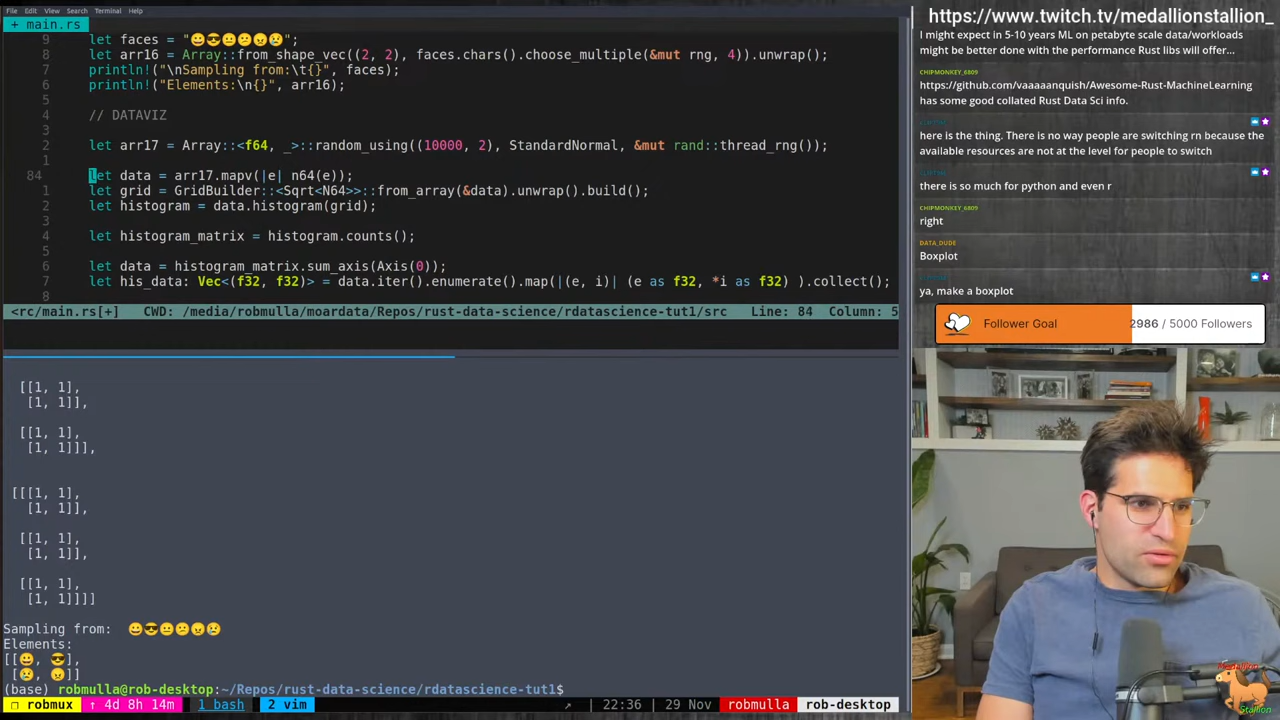 File Edit View Search Terminal Help
+ main.rs
9 let faces = "😀😎😐😕😠😢";
8 let arr16 = Array::from_shape_vec((2, 2), faces.chars().choose_multiple(&mut rng, 4)).unwrap();
7 println!("\nSampling from:\t{}", faces);
6 println!("Elements:\n{}", arr16);
5
4 // DATAVIZ
3
2 let arr17 = Array::<f64, _>::random_using((10000, 2), StandardNormal, &mut rand::thread_rng());
1
84 let data = arr17.mapv(|e| n64(e));
1 let grid = GridBuilder::<Sqrt<N64>>::from_array(&data).unwrap().build();
2 let histogram = data.histogram(grid);
3
4 let histogram_matrix = histogram.counts();
5
6 let data = histogram_matrix.sum_axis(Axis(0));
7 let his_data: Vec<(f32, f32)> = data.iter().enumerate().map(|(e, i)| (e as f32, *i as f32) ).collect();
8
<rc/main.rs[+] CWD: /media/robmulla/moardata/Repos/rust-data-science/rdatascience-tut1/src Line: 84 Column: 5
[[1, 1],
[1, 1]],
[[1, 1],
[1, 1]]],
[[[1, 1],
[1, 1]],
[[1, 1],
[1, 1]],
[[1, 1],
[1, 1]]]]
Sampling from: 😀😎😐😕😠😢
Elements:
[[😀, 😎],
[😢, 😠]]
(base) robmulla@rob-desktop:~/Repos/rust-data-science/rdatascience-tut1$
robmux ↑ 4d 8h 14m 1 bash 2 vim ↗ | 22:36 | 29 Nov robmulla rob-desktop
https://www.twitch.tv/medallionstallion_
I might expect in 5-10 years ML on petabyte scale data/workloads
might be better done with the performance Rust libs will offer...
CHIPMONKEY_6809
https://github.com/vaaaaanquish/Awesome-Rust-MachineLearning
has some good collated Rust Data Sci info.
here is the thing. There is no way people are switching rn because the
available resources are not at the level for people to switch
there is so much for python and even r
CHIPMONKEY_6809
right
DATA_DUDE
Boxplot
ya, make a boxplot
Follower Goal 2986 / 5000 Followers
Medallion
Stallion